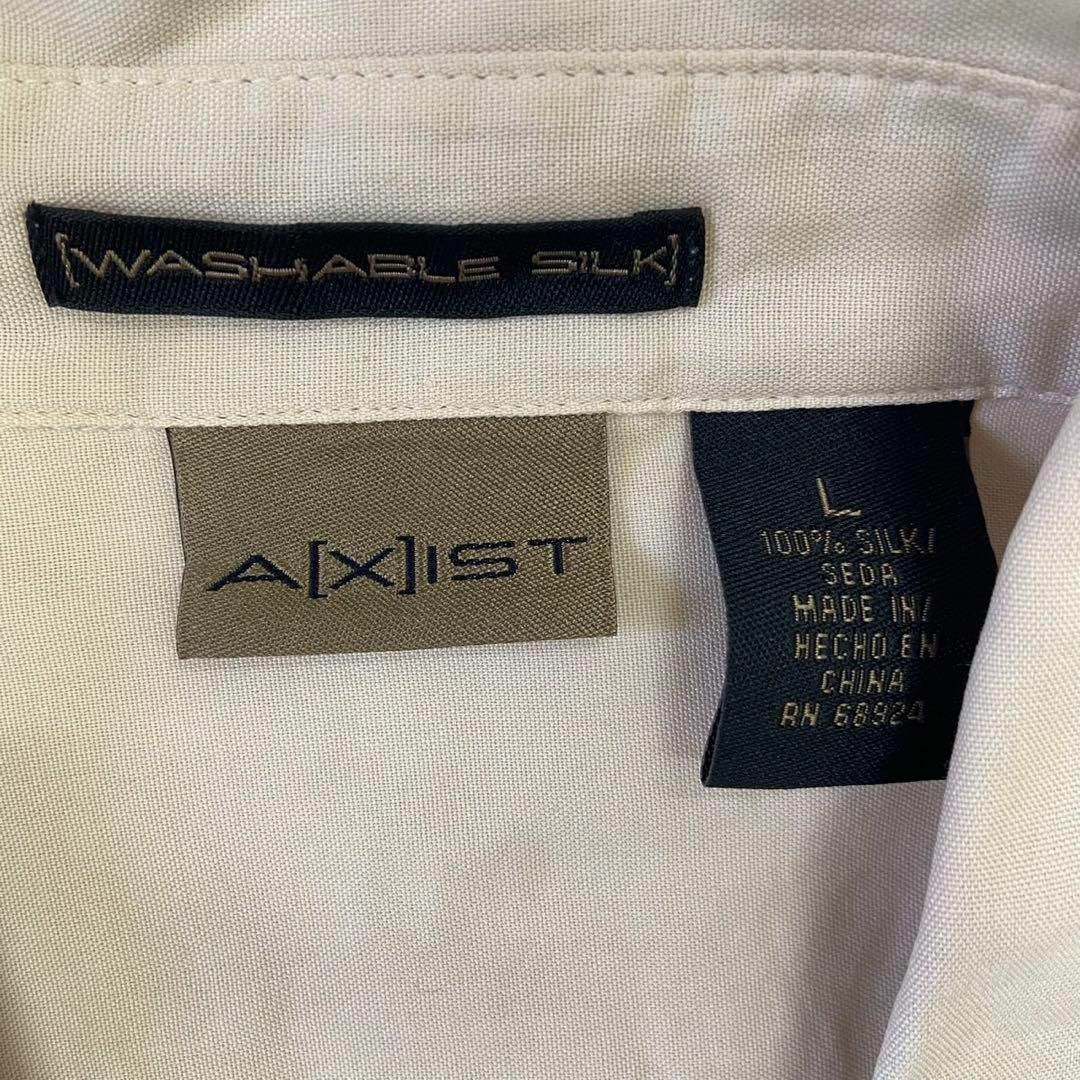 [WASHABLE SILK]
A[X]IST
L
100% SILK/
SEDA
MADE IN/
HECHO EN
CHINA
RN 68924